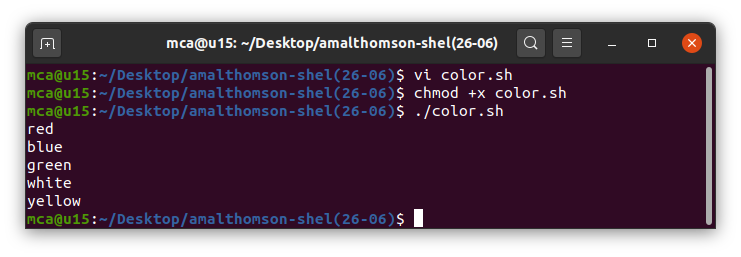 mca@u15: ~/Desktop/amalthomson-shel(26-06)
mca@u15:~/Desktop/amalthomson-shel(26-06)$ vi color.sh
mca@u15:~/Desktop/amalthomson-shel(26-06)$ chmod +x color.sh
mca@u15:~/Desktop/amalthomson-shel(26-06)$ ./color.sh
red
blue
green
white
yellow
mca@u15:~/Desktop/amalthomson-shel(26-06)$